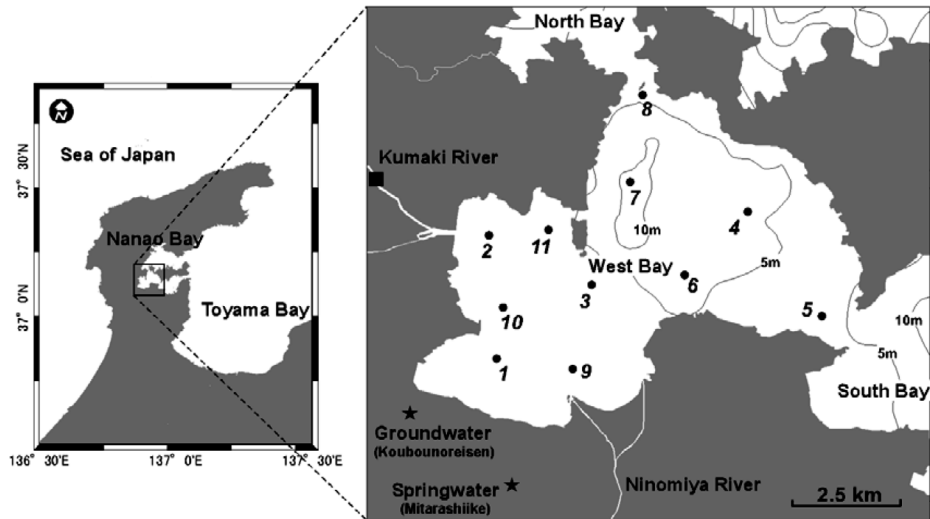 N
Sea of Japan
Nanao Bay
Toyama Bay
37° 30'N
37° 0'N
136° 30'E
137° 0'E
137° 30'E
North Bay
8
Kumaki River
7
10m
4
2
11
West Bay
5m
3
6
10
5
10m
5m
1
9
South Bay
Groundwater
(Koubounoreisen)
Springwater
(Mitarashiike)
Ninomiya River
2.5 km